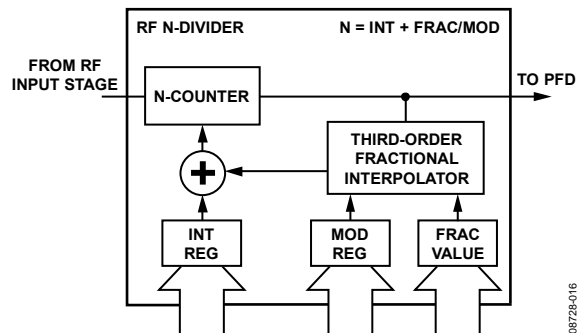 RF N-DIVIDER
N = INT + FRAC/MOD
FROM RF
INPUT STAGE
TO PFD
N-COUNTER
THIRD-ORDER
FRACTIONAL
INTERPOLATOR
+
INT
REG
MOD
REG
FRAC
VALUE
08728-016